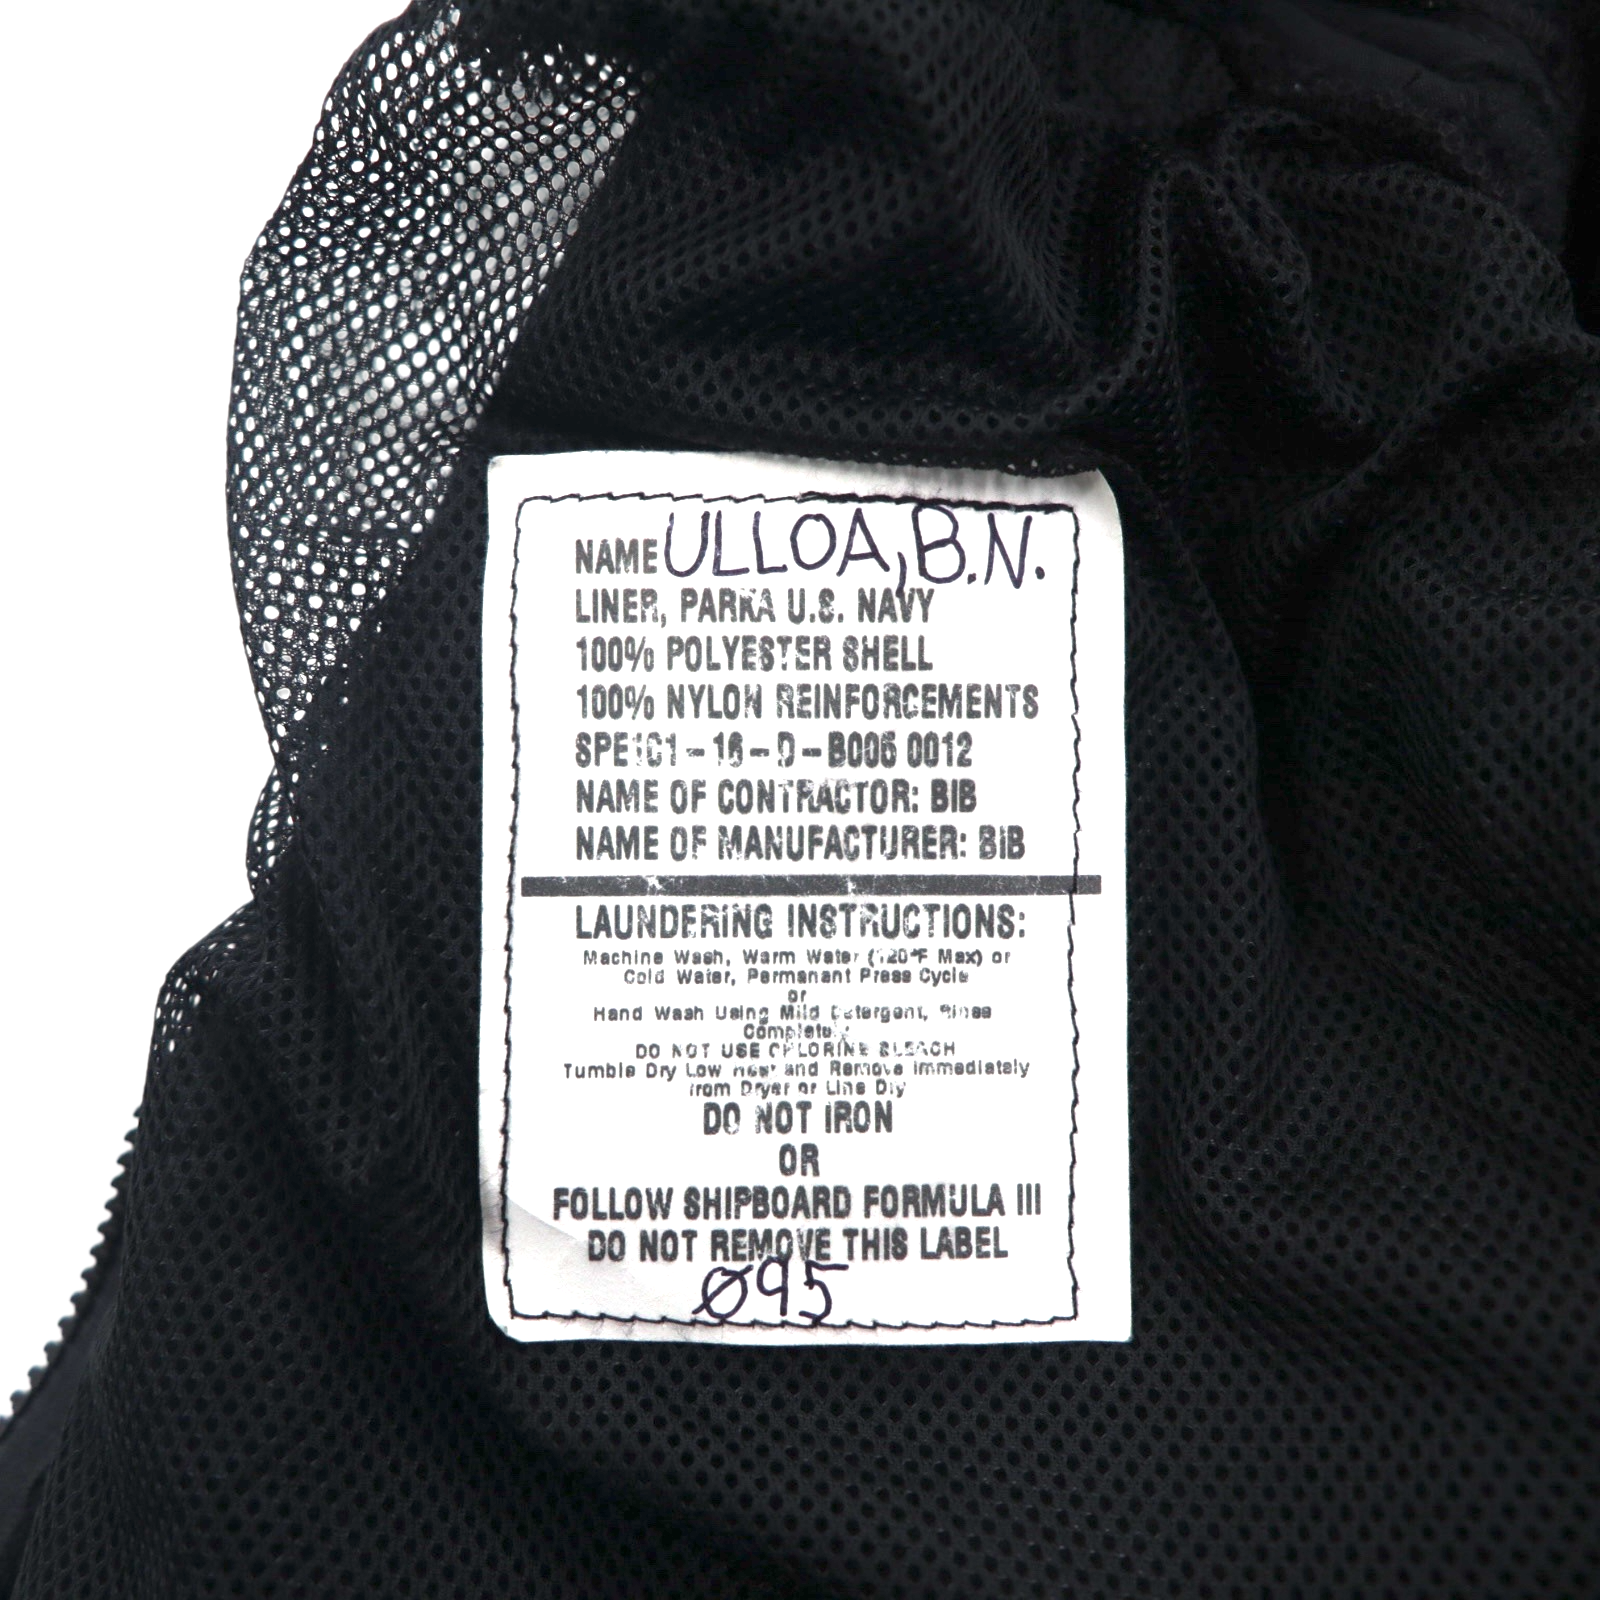 NAME ULLOA, B.N.
LINER, PARKA U.S. NAVY
100% POLYESTER SHELL
100% NYLON REINFORCEMENTS
SPE1C1-16-D-B006 0012
NAME OF CONTRACTOR: BIB
NAME OF MANUFACTURER: BIB
LAUNDERING INSTRUCTIONS:
Machine Wash, Warm Water (120°F Max) or
Cold Water, Permanant Press Cycle
or
Hand Wash Using Mild Detergent, Rinse
Completely
DO NOT USE CHLORINE BLEACH
Tumble Dry Low Heat and Remove Immediately
from Dryer or Line Dry
DO NOT IRON
OR
FOLLOW SHIPBOARD FORMULA III
DO NOT REMOVE THIS LABEL
Ø95